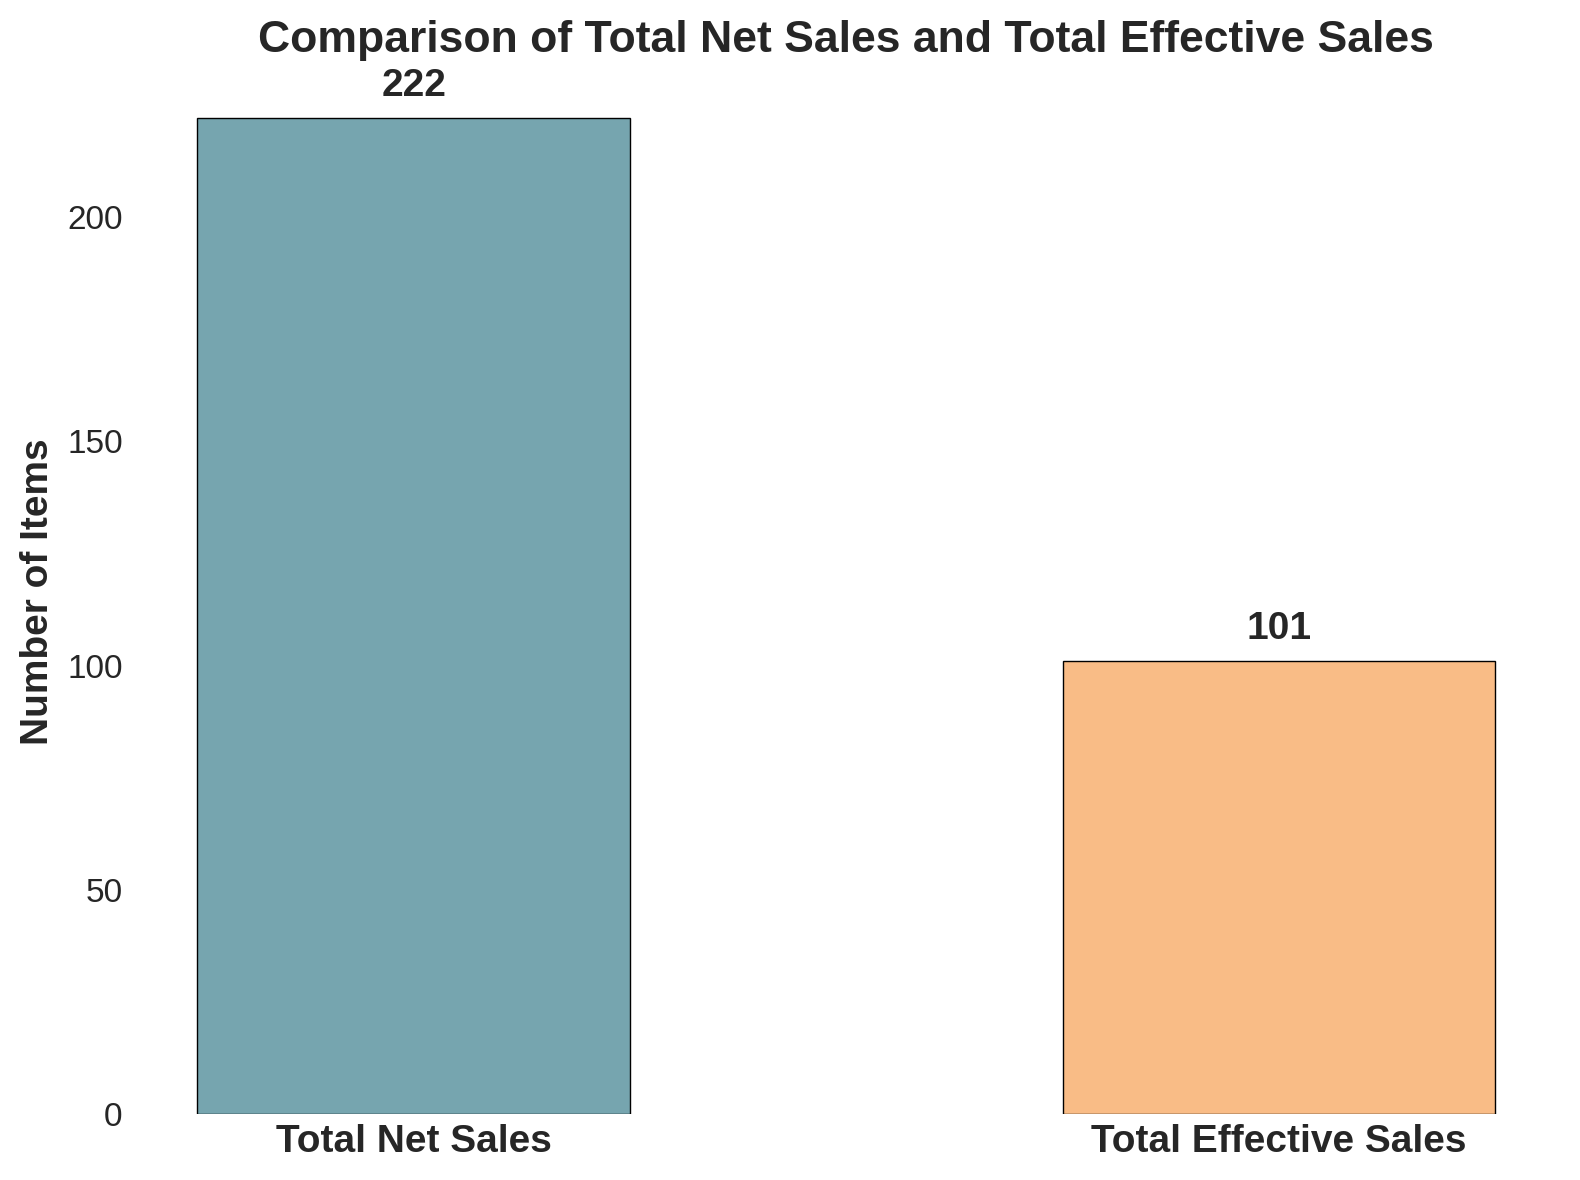 Comparison of Total Net Sales and Total Effective Sales
222
200
150
100
50
0
Number of Items
101
Total Net Sales
Total Effective Sales